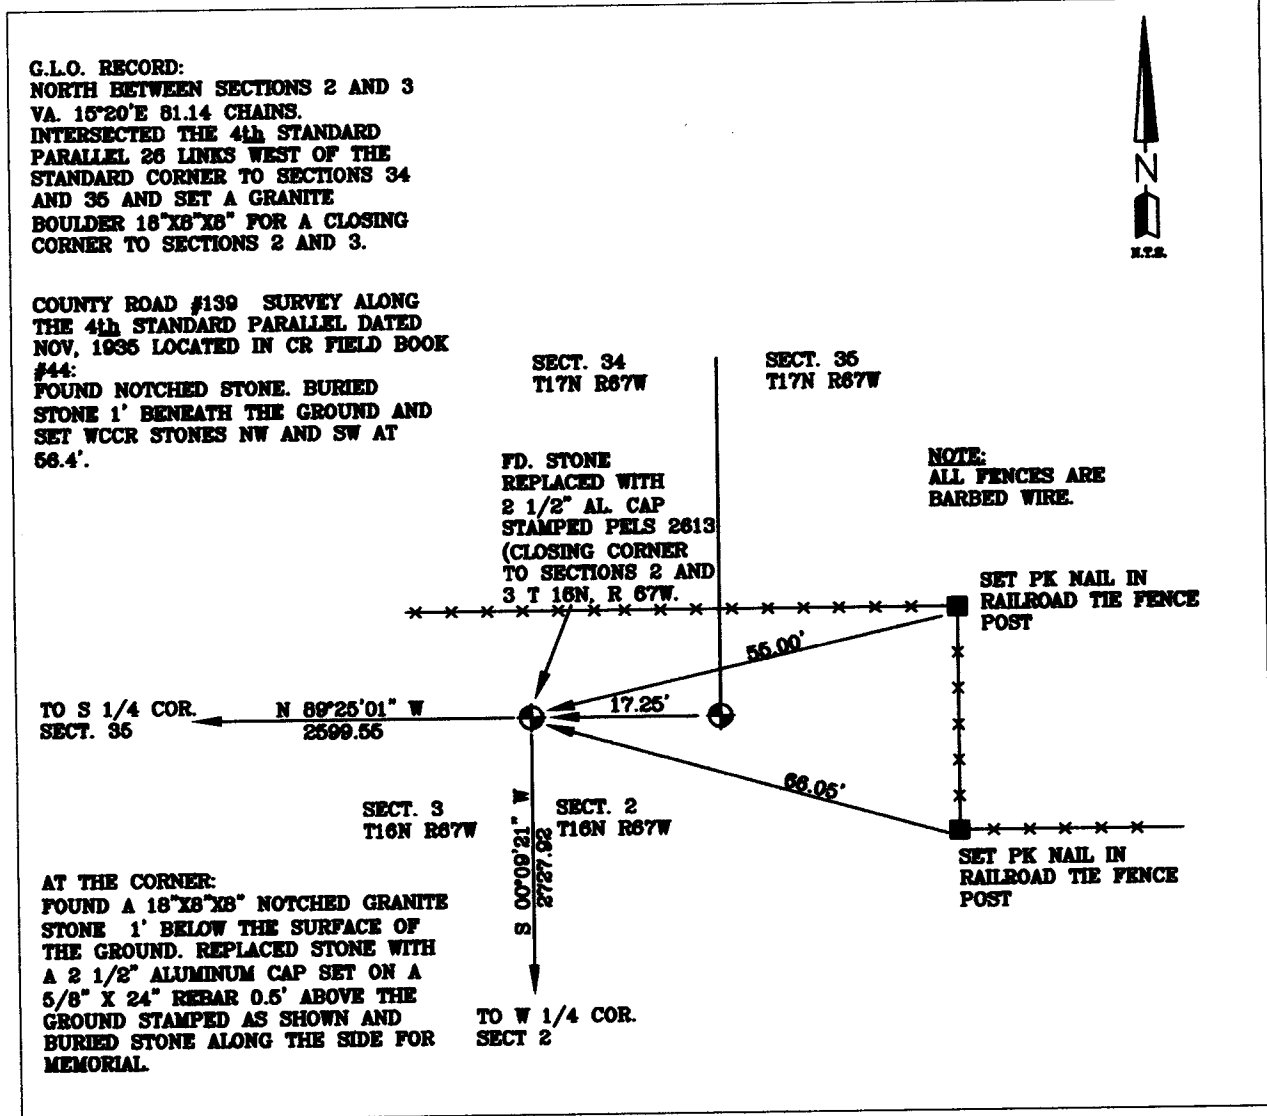 G.L.O. RECORD:
NORTH BETWEEN SECTIONS 2 AND 3
VA. 15°20'E 81.14 CHAINS.
INTERSECTED THE 4th STANDARD
PARALLEL 26 LINKS WEST OF THE
STANDARD CORNER TO SECTIONS 34
AND 35 AND SET A GRANITE
BOULDER 18"X8"X8" FOR A CLOSING
CORNER TO SECTIONS 2 AND 3.
N
N.T.S.
COUNTY ROAD #139 SURVEY ALONG
THE 4th STANDARD PARALLEL DATED
NOV, 1935 LOCATED IN CR FIELD BOOK
#44:
FOUND NOTCHED STONE. BURIED
STONE 1' BENEATH THE GROUND AND
SET WCCR STONES NW AND SW AT
56.4'.
SECT. 34
T17N R67W
SECT. 35
T17N R67W
FD. STONE
REPLACED WITH
2 1/2" AL. CAP
STAMPED PELS 2613
(CLOSING CORNER
TO SECTIONS 2 AND
3 T 16N, R 67W.
NOTE:
ALL FENCES ARE
BARBED WIRE.
SET PK NAIL IN
RAILROAD TIE FENCE
POST
55.00'
17.25'
66.05'
TO S 1/4 COR.
SECT. 35
N 89°25'01" W
2599.55
SECT. 3
T16N R67W
SECT. 2
T16N R67W
S 00°09'21" W
2727.92
SET PK NAIL IN
RAILROAD TIE FENCE
POST
AT THE CORNER:
FOUND A 18"X8"X8" NOTCHED GRANITE
STONE 1' BELOW THE SURFACE OF
THE GROUND. REPLACED STONE WITH
A 2 1/2" ALUMINUM CAP SET ON A
5/8" X 24" REBAR 0.5' ABOVE THE
GROUND STAMPED AS SHOWN AND
BURIED STONE ALONG THE SIDE FOR
MEMORIAL.
TO W 1/4 COR.
SECT 2